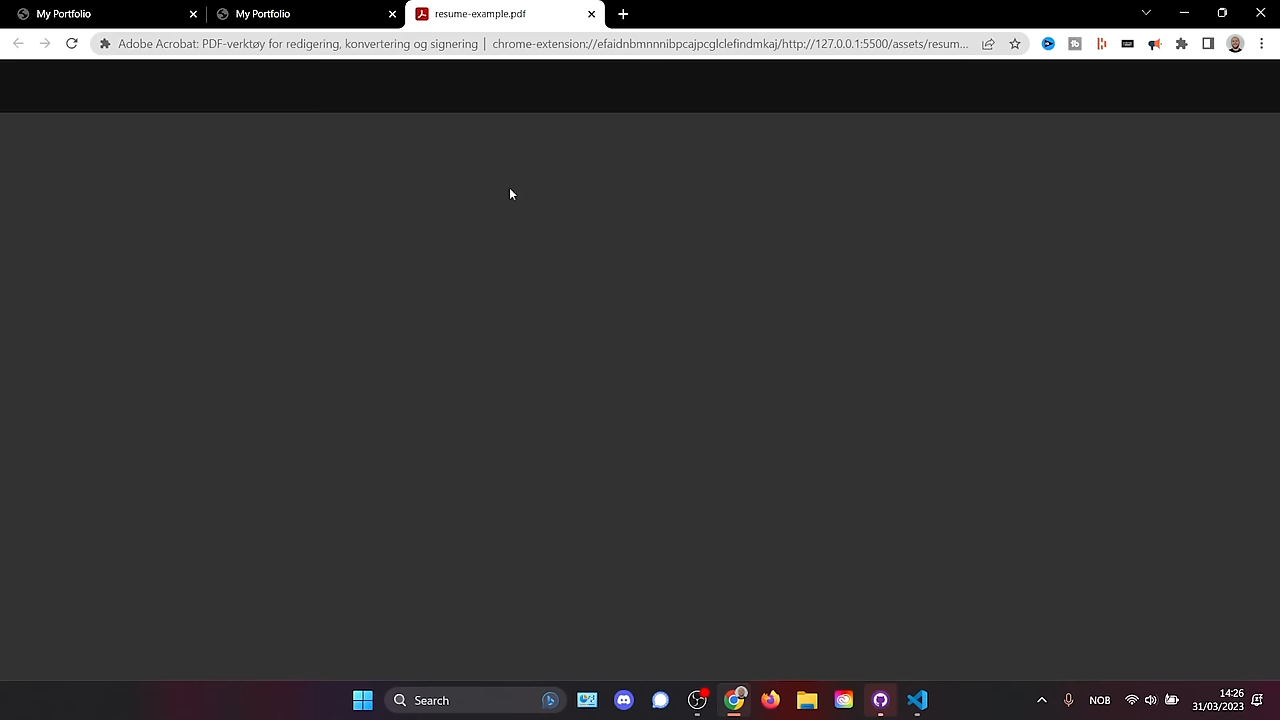 My Portfolio
My Portfolio
resume-example.pdf
Adobe Acrobat: PDF-verktøy for redigering, konvertering og signering | chrome-extension://efaidnbmnnnibpcajpcglclefindmkaj/http://127.0.0.1:5500/assets/resum...
Search
NOB
14:26
31/03/2023